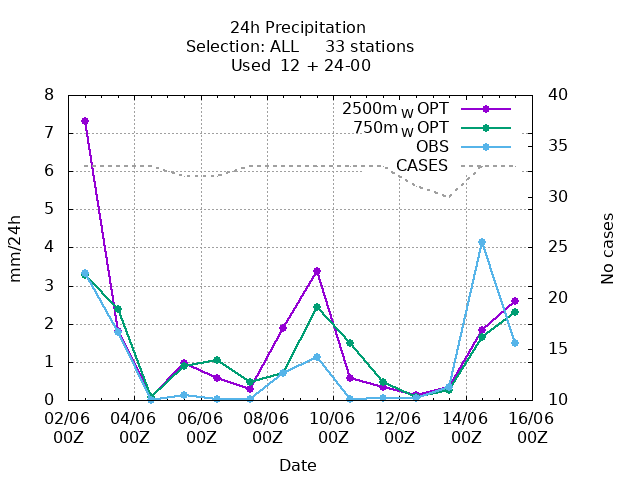 24h Precipitation
Selection: ALL 33 stations
Used 12 + 24-00
8 40
2500m W OPT
7 35
750m W OPT
OBS
6 CASES
30
5
4 25
3 20
2
15
1
0 10
mm/24h
No cases
02/06 04/06 06/06 08/06 10/06 12/06 14/06 16/06
00Z 00Z 00Z 00Z 00Z 00Z 00Z 00Z
Date